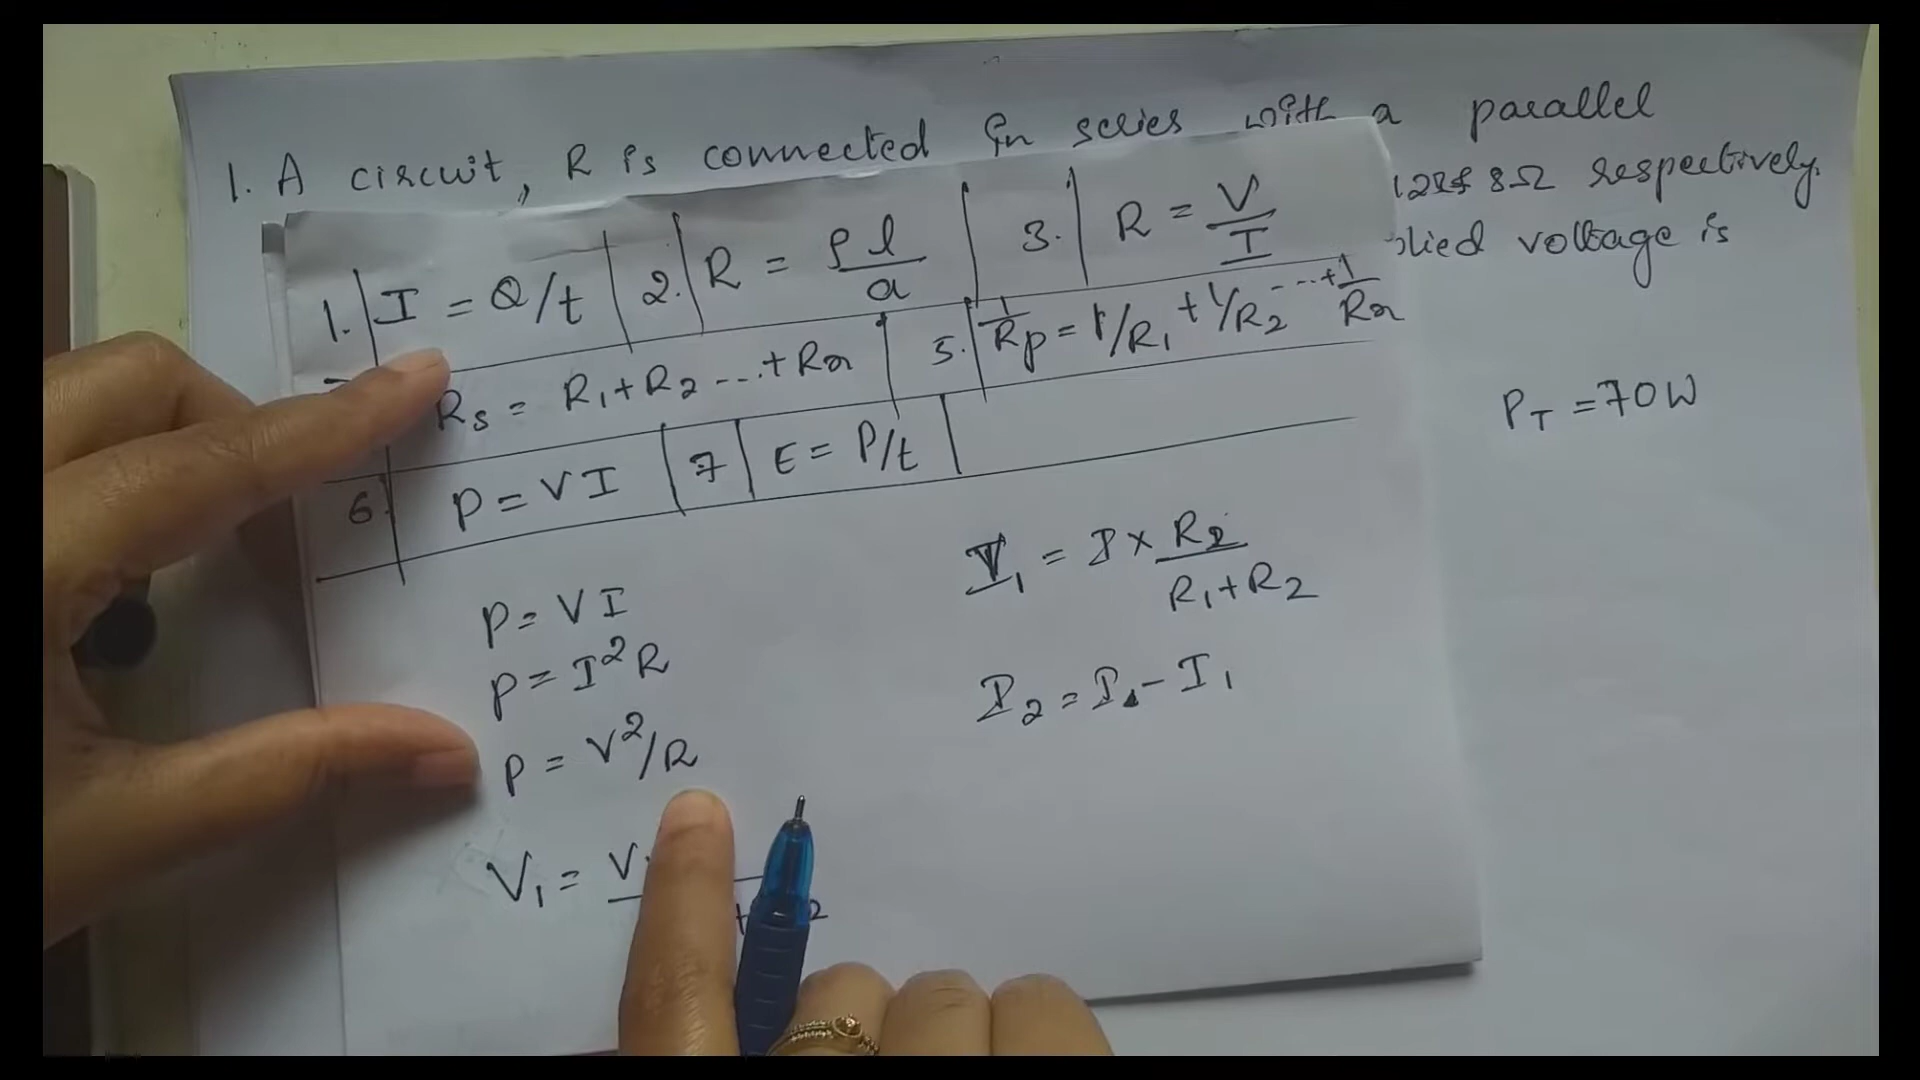 1. A circuit, R is connected in series with a parallel
12Ω & 8Ω respectively.
plied voltage is
1. I = Q/t 2. R = ρl/a 3. R = V/I
Rs = R1+R2 ...+Rn 5. 1/Rp = 1/R1 + 1/R2 ---+ 1/Rn
6. P = VI 7 E = P/t
PT = 70W
P = VI
P = I²R
P = V²/R
V1 = V
I1 = I × R2/R1+R2
I2 = I - I1